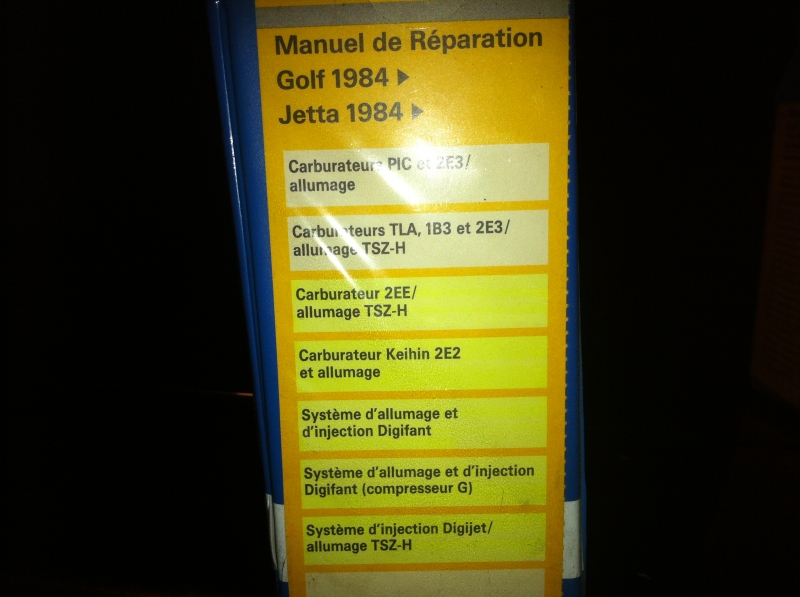 Manuel de Réparation
Golf 1984 ▶
Jetta 1984 ▶
Carburateurs PIC et 2E3/
allumage
Carburateurs TLA, 1B3 et 2E3/
allumage TSZ-H
Carburateur 2EE/
allumage TSZ-H
Carburateur Keihin 2E2
et allumage
Système d'allumage et
d'injection Digifant
Système d'allumage et d'injection
Digifant (compresseur G)
Système d'injection Digijet/
allumage TSZ-H